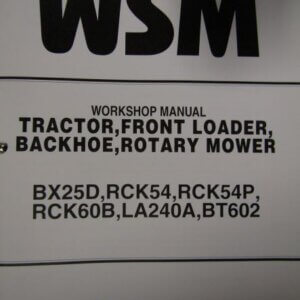 WSM
WORKSHOP MANUAL
TRACTOR,FRONT LOADER,
BACKHOE,ROTARY MOWER
BX25D,RCK54,RCK54P,
RCK60B,LA240A,BT602